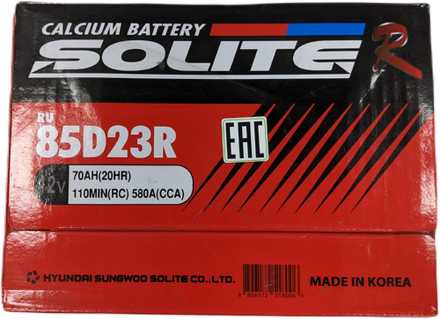 CALCIUM BATTERY
SOLITE R
RU
85D23R
EAC
12V
70AH(20HR)
110MIN(RC) 580A(CCA)
HYUNDAI SUNGWOO SOLITE CO.,LTD.
MADE IN KOREA